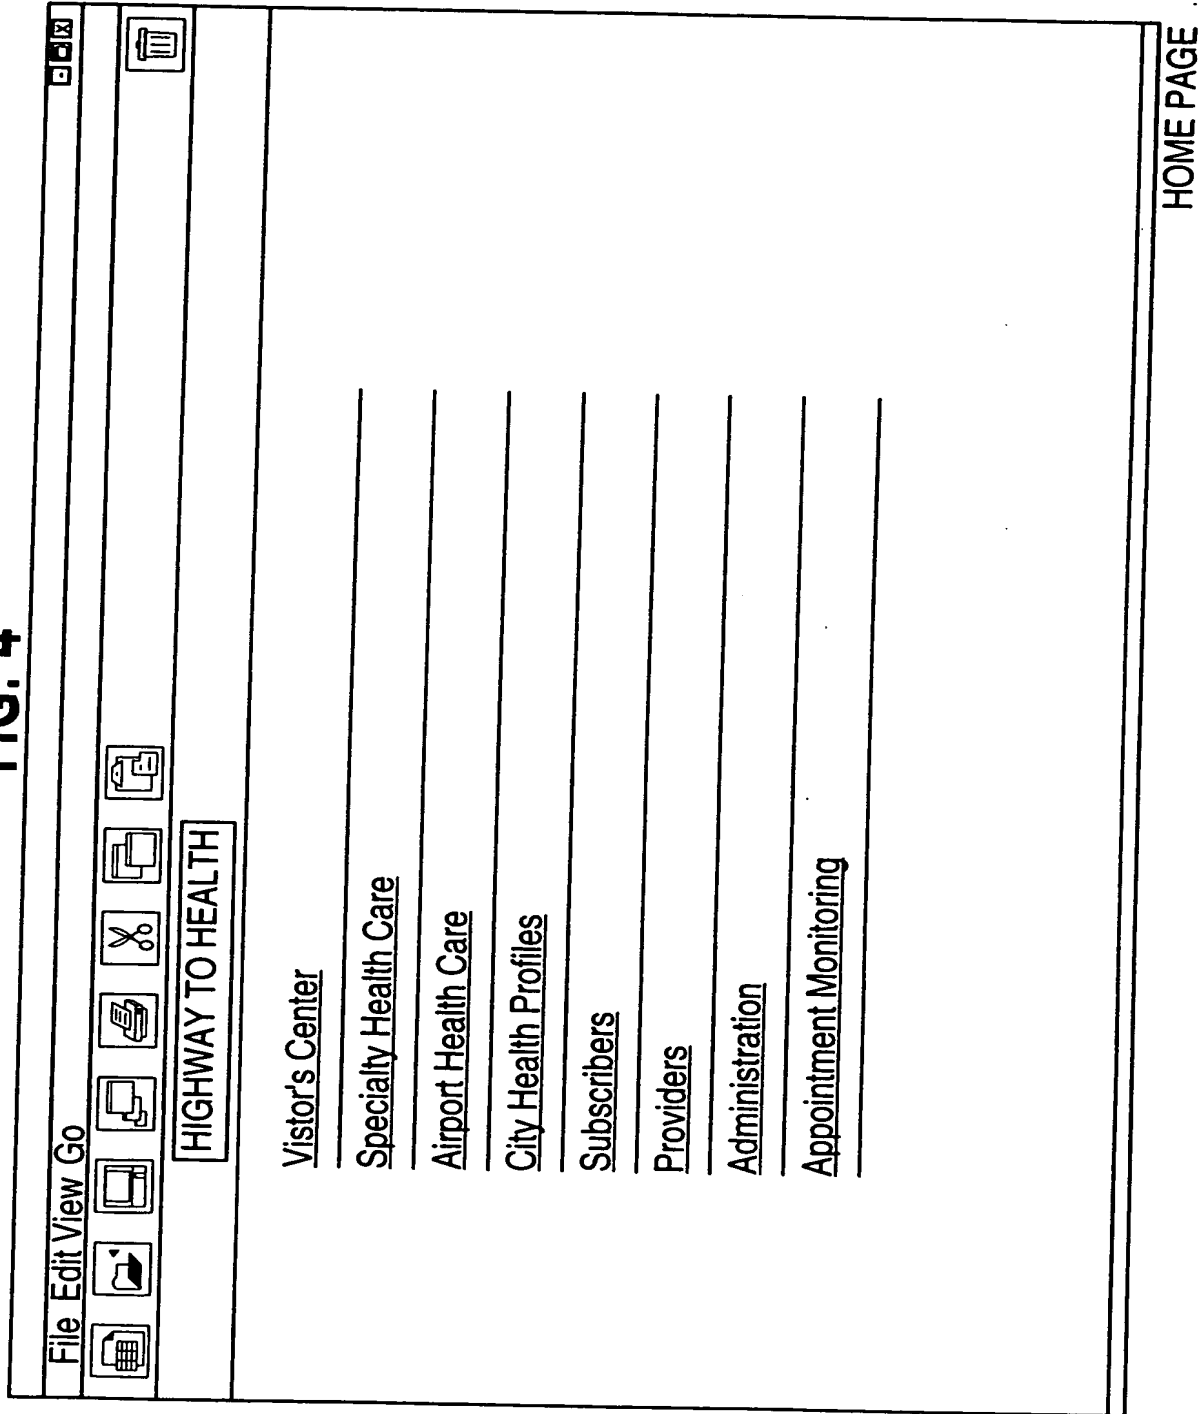 FIG. 4
File Edit View Go
HIGHWAY TO HEALTH
Vistor's Center
Specialty Health Care
Airport Health Care
City Health Profiles
Subscribers
Providers
Administration
Appointment Monitoring
HOME PAGE